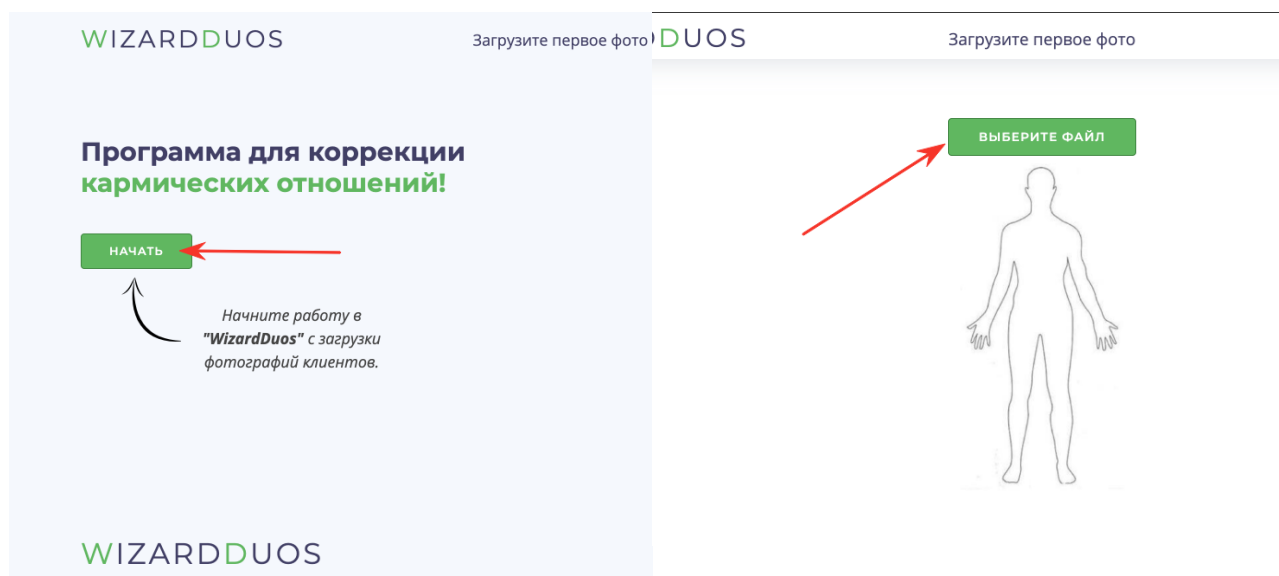 WIZARDDUOS
Загрузите первое фото
Программа для коррекции
кармических отношений!
НАЧАТЬ
Начните работу в
"WizardDuos" с загрузки
фотографий клиентов.
WIZARDDUOS
DUOS
Загрузите первое фото
ВЫБЕРИТЕ ФАЙЛ